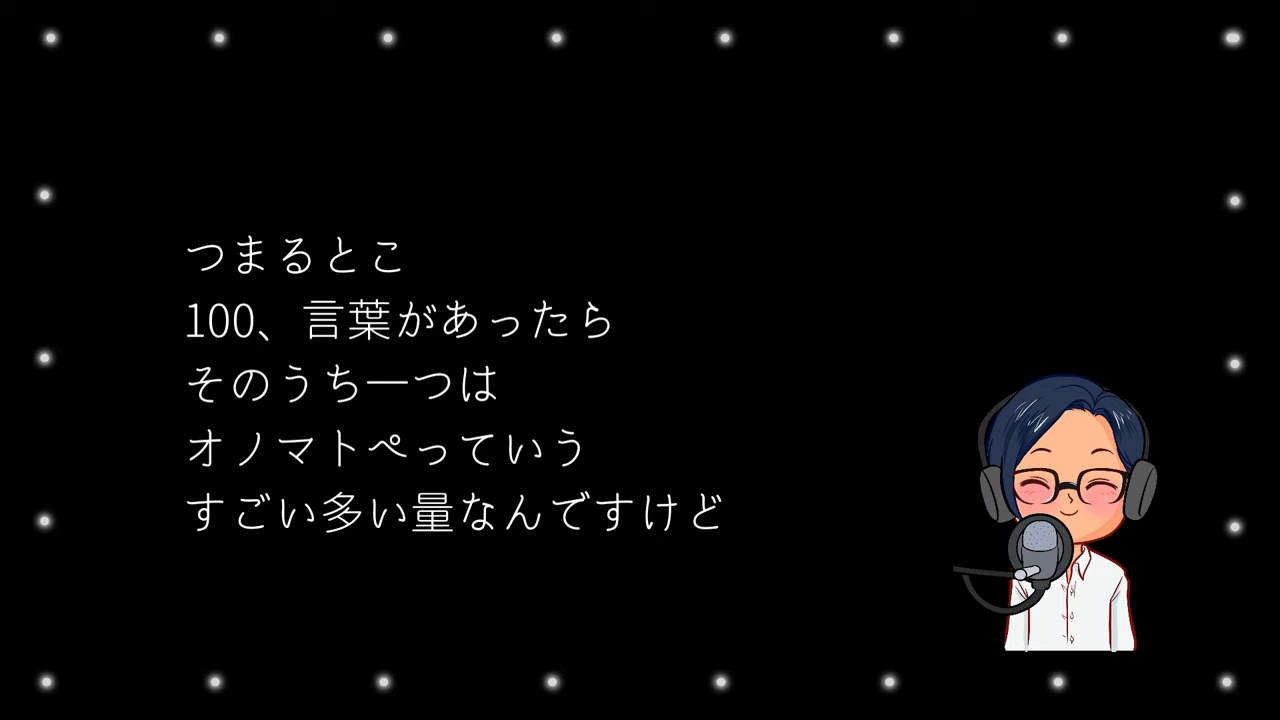 つまるとこ
100、言葉があったら
そのうち一つは
オノマトペっていう
すごい多い量なんですけど